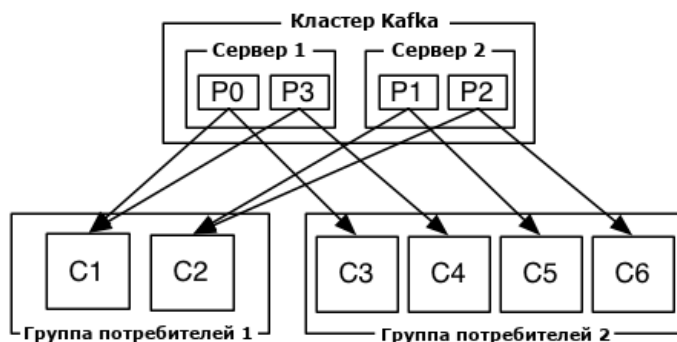 Кластер Kafka
Сервер 1 Сервер 2
P0 P3 P1 P2
C1 C2 C3 C4 C5 C6
Группа потребителей 1 Группа потребителей 2